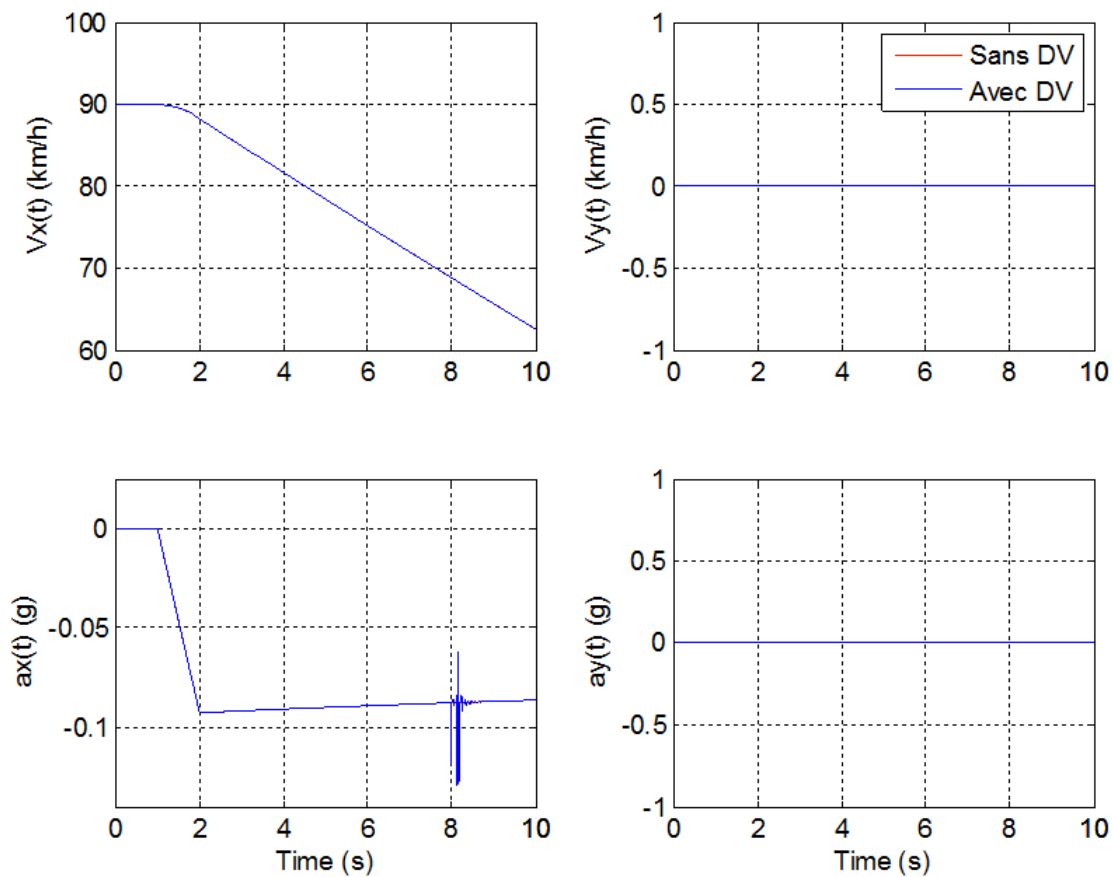 100
90
80
70
60
Vx(t) (km/h)
0 2 4 6 8 10
1
0.5
0
-0.5
-1
Vy(t) (km/h)
0 2 4 6 8 10
Sans DV
Avec DV
0
-0.05
-0.1
ax(t) (g)
0 2 4 6 8 10
Time (s)
1
0.5
0
-0.5
-1
ay(t) (g)
0 2 4 6 8 10
Time (s)